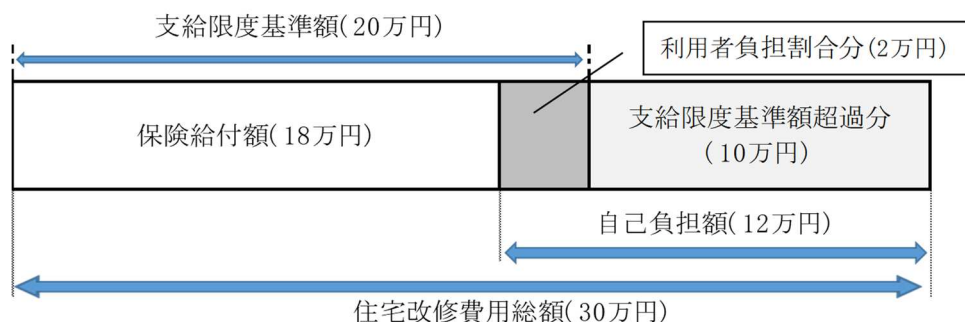 支給限度基準額(20万円)
利用者負担割合分(2万円)
保険給付額(18万円)
支給限度基準額超過分
(10万円)
自己負担額(12万円)
住宅改修費用総額(30万円)